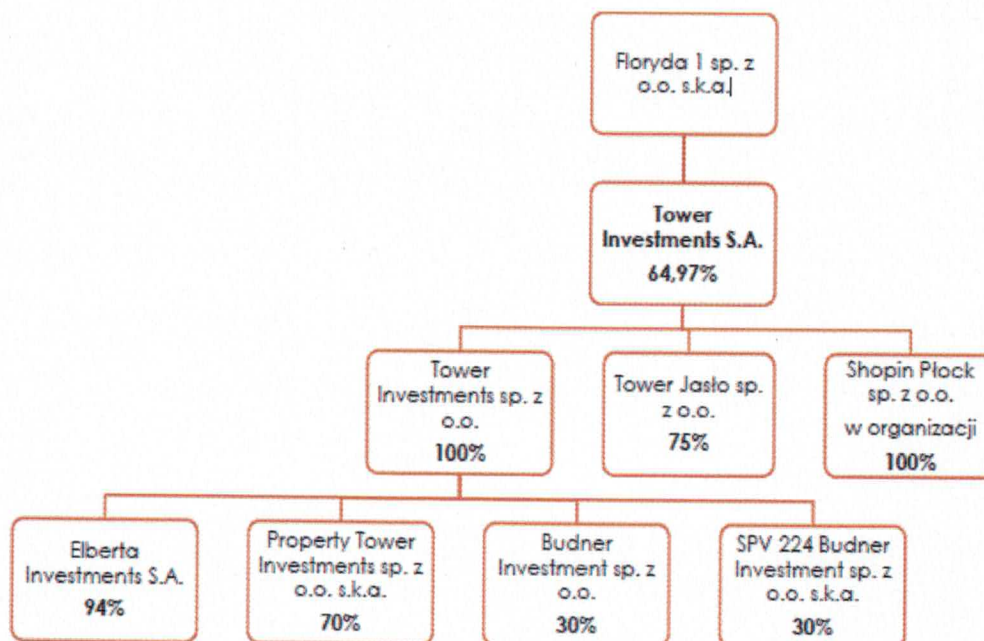 Floryda 1 sp. z
o.o. s.k.a.
Tower
Investments S.A.
64,97%
Tower
Investments sp. z
o.o.
100%
Tower Jasło sp.
z o.o.
75%
Shopin Płock
sp. z o.o.
w organizacji
100%
Elberta
Investments S.A.
94%
Property Tower
Investments sp. z
o.o. s.k.a.
70%
Budner
Investment sp. z
o.o.
30%
SPV 224 Budner
Investment sp. z
o.o. s.k.a.
30%